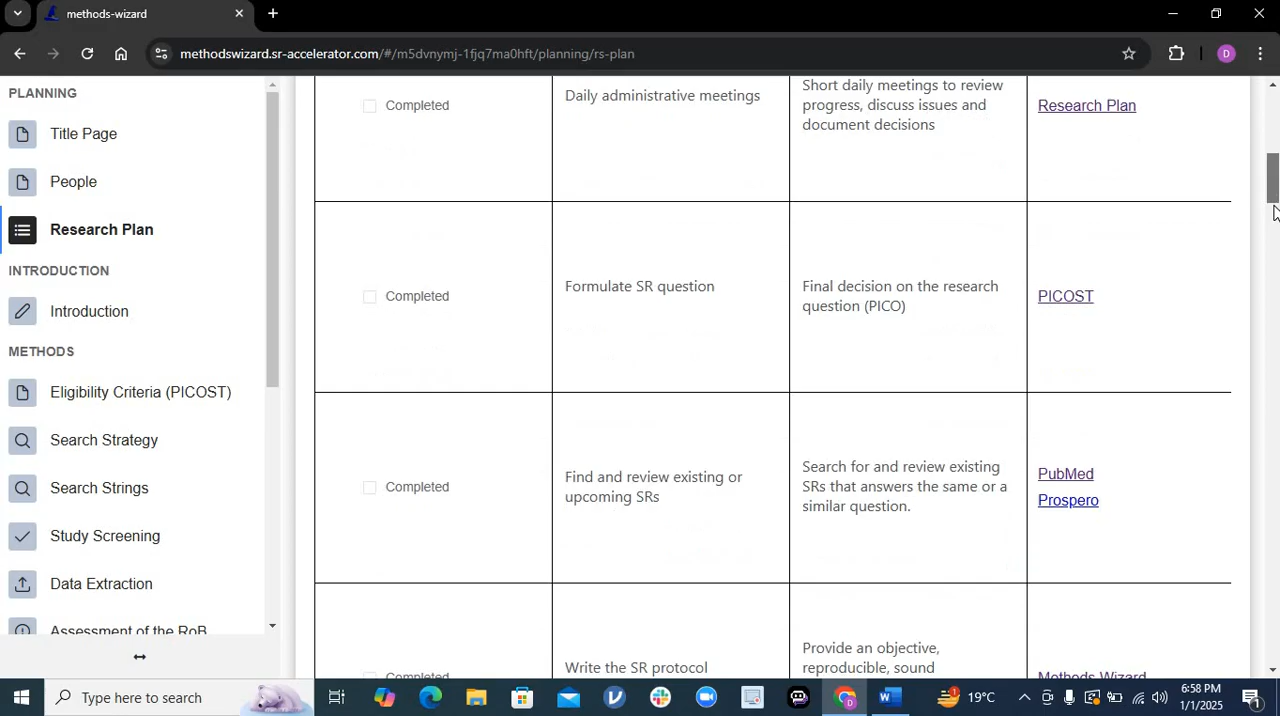 methods-wizard
methodswizard.sr-accelerator.com/#/m5dvnymj-1fjq7ma0hft/planning/rs-plan
D
PLANNING
Title Page
People
Research Plan
INTRODUCTION
Introduction
METHODS
Eligibility Criteria (PICOST)
Search Strategy
Search Strings
Study Screening
Data Extraction
Assessment of the RoB
Completed
Daily administrative meetings
Short daily meetings to review
progress, discuss issues and
document decisions
Research Plan
Completed
Formulate SR question
Final decision on the research
question (PICO)
PICOST
Completed
Find and review existing or
upcoming SRs
Search for and review existing
SRs that answers the same or a
similar question.
PubMed
Prospero
Completed
Write the SR protocol
Provide an objective,
reproducible, sound
Methods Wizard
Type here to search
19°C
6:58 PM
1/1/2025